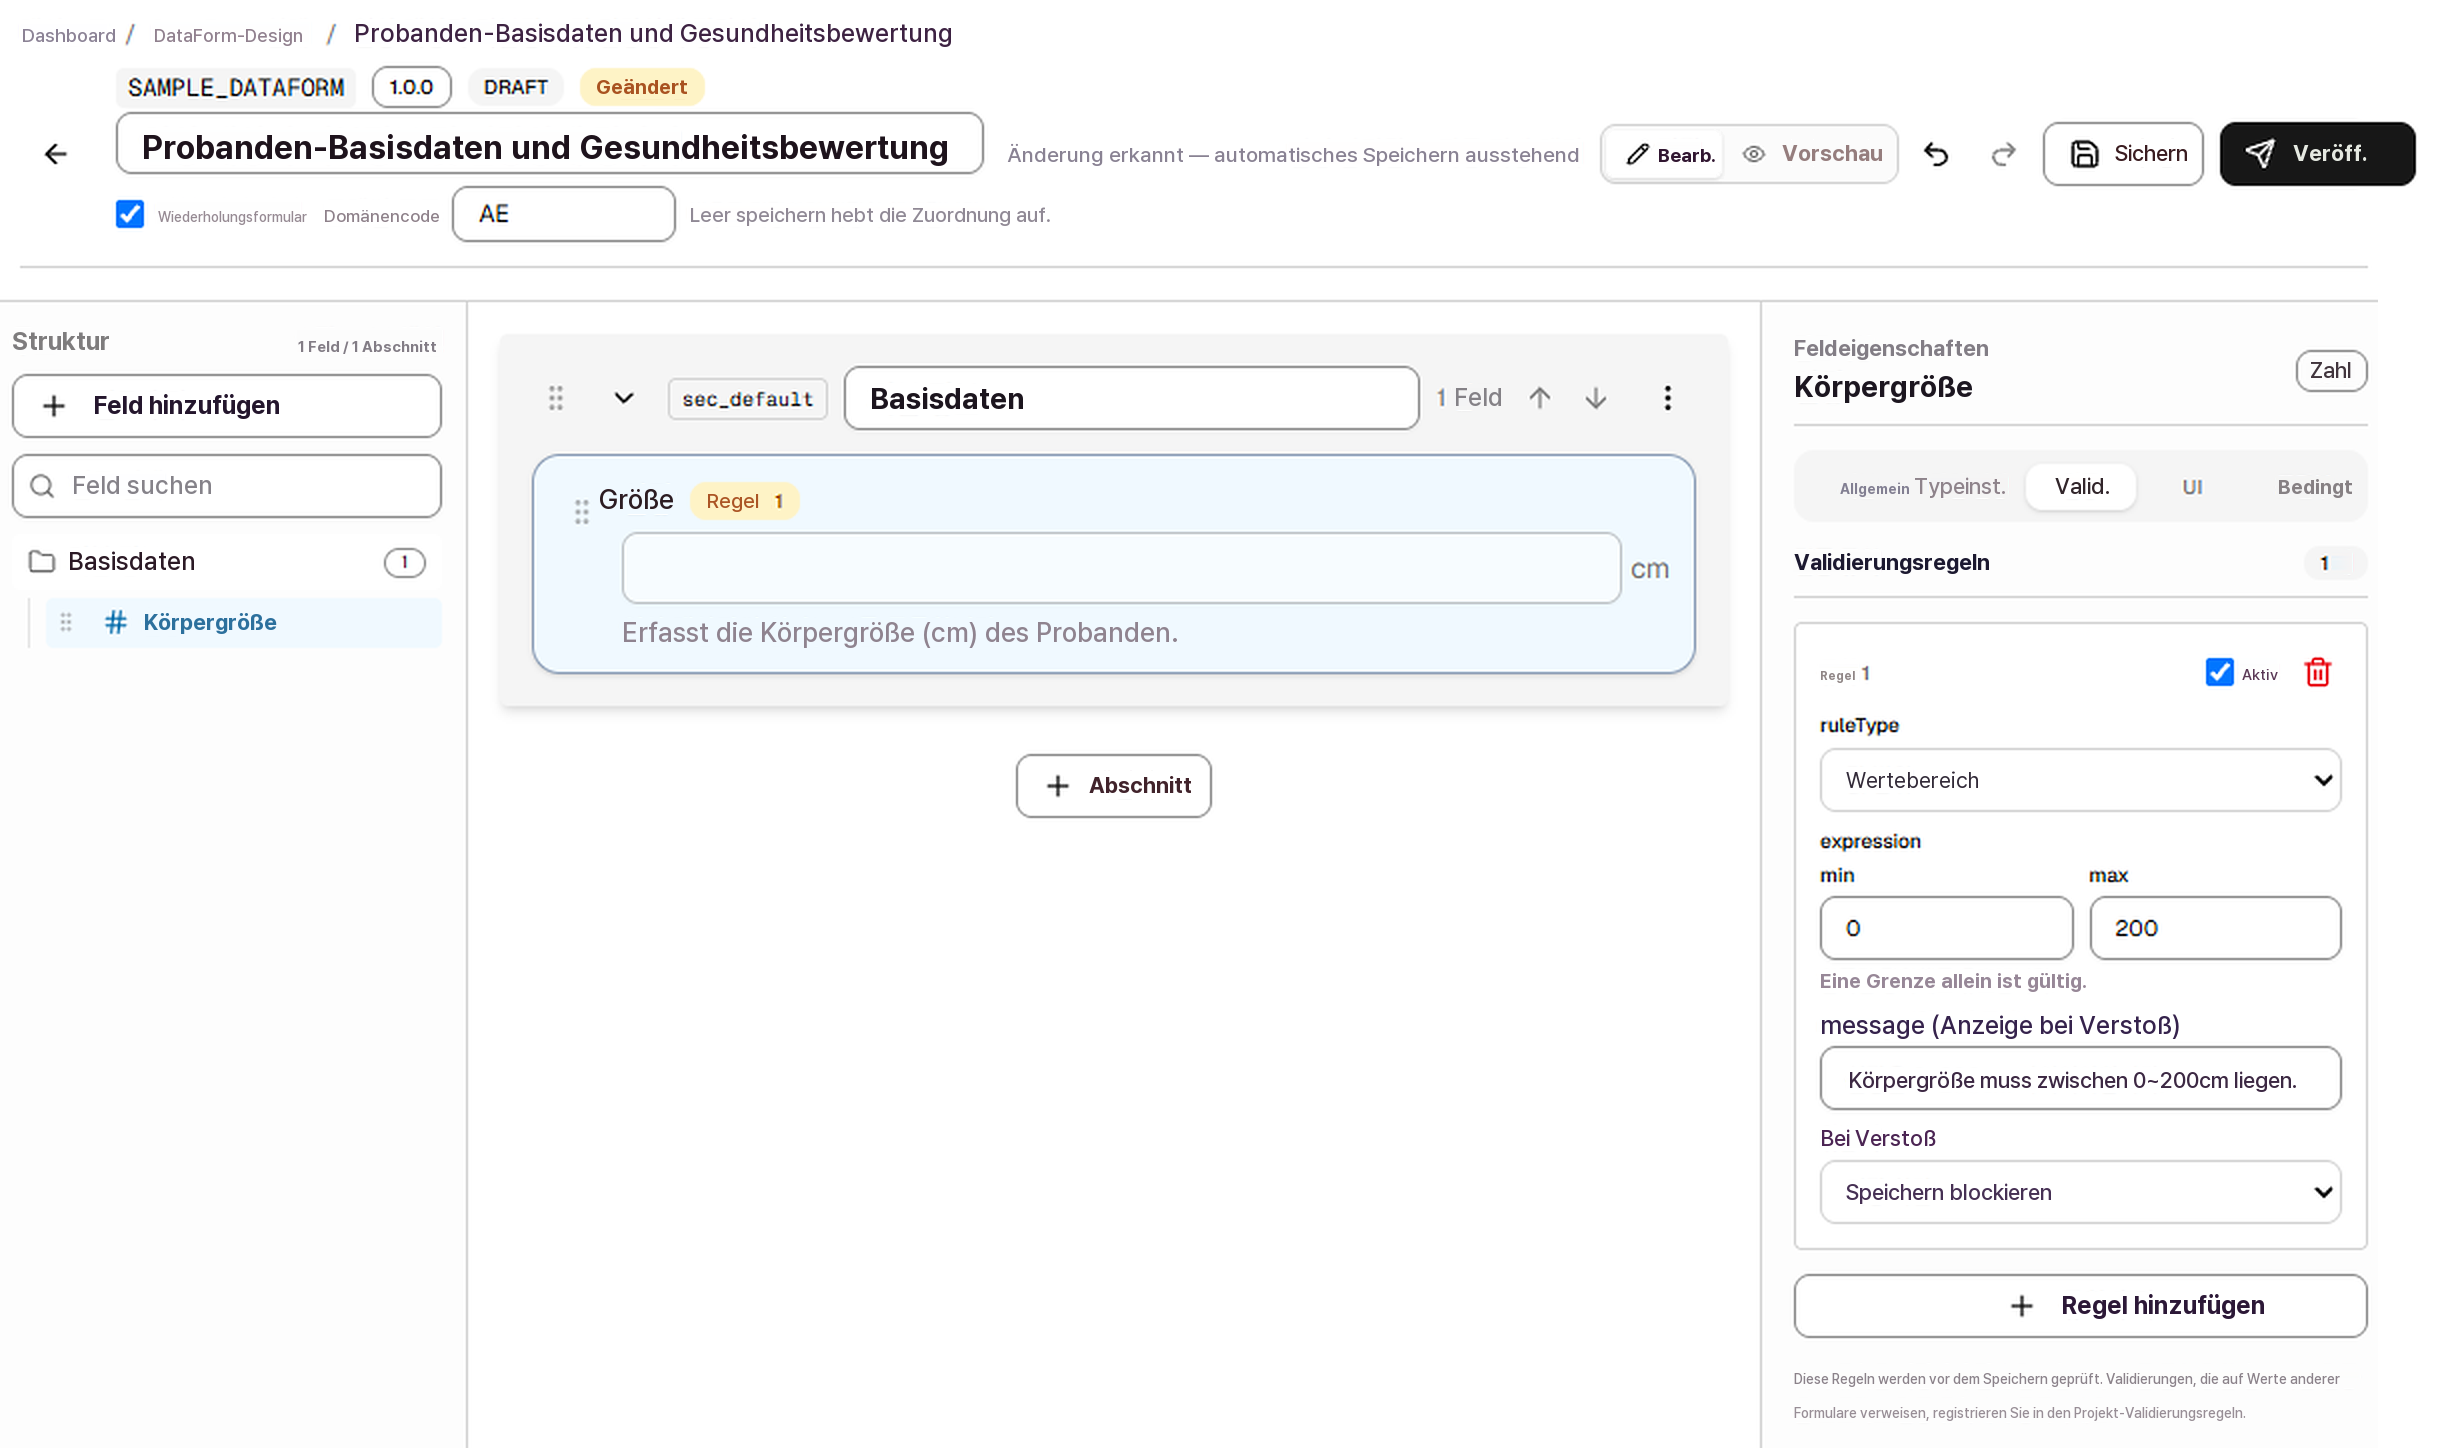 Dashboard / DataForm-Design / Probanden-Basisdaten und Gesundheitsbewertung
SAMPLE_DATAFORM 1.0.0 DRAFT Geändert
Probanden-Basisdaten und Gesundheitsbewertung
Änderung erkannt — automatisches Speichern ausstehend
Bearb. Vorschau Sichern Veröff.
Wiederholungsformular Domänencode AE Leer speichern hebt die Zuordnung auf.
Struktur 1 Feld / 1 Abschnitt
Feld hinzufügen
Feld suchen
Basisdaten 1
Körpergröße
sec_default Basisdaten 1 Feld
Größe Regel 1
cm
Erfasst die Körpergröße (cm) des Probanden.
Abschnitt
Feldeigenschaften
Körpergröße Zahl
Allgemein Typeinst. Valid. UI Bedingt
Validierungsregeln 1
Regel 1 Aktiv
ruleType
Wertebereich
expression
min max
0 200
Eine Grenze allein ist gültig.
message (Anzeige bei Verstoß)
Körpergröße muss zwischen 0~200cm liegen.
Bei Verstoß
Speichern blockieren
Regel hinzufügen
Diese Regeln werden vor dem Speichern geprüft. Validierungen, die auf Werte anderer
Formulare verweisen, registrieren Sie in den Projekt-Validierungsregeln.